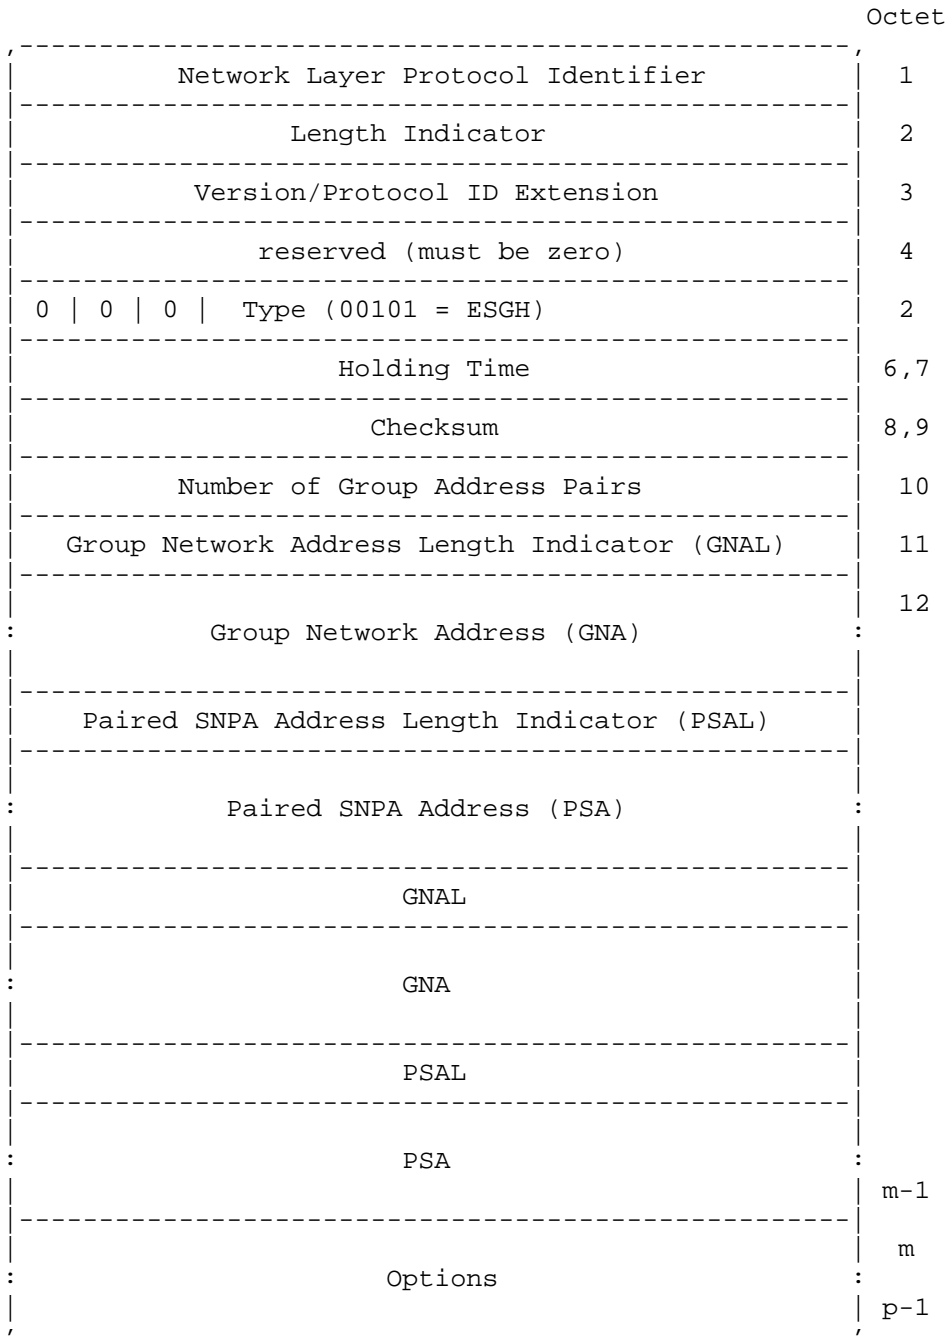 Octet
Network Layer Protocol Identifier | 1
Length Indicator | 2
Version/Protocol ID Extension | 3
reserved (must be zero) | 4
0 | 0 | 0 | Type (00101 = ESGH) | 2
Holding Time | 6,7
Checksum | 8,9
Number of Group Address Pairs | 10
Group Network Address Length Indicator (GNAL) | 11
12
: Group Network Address (GNA) :
Paired SNPA Address Length Indicator (PSAL)
: Paired SNPA Address (PSA) :
GNAL
: GNA
PSAL
: PSA :
m-1
m
: Options :
p-1